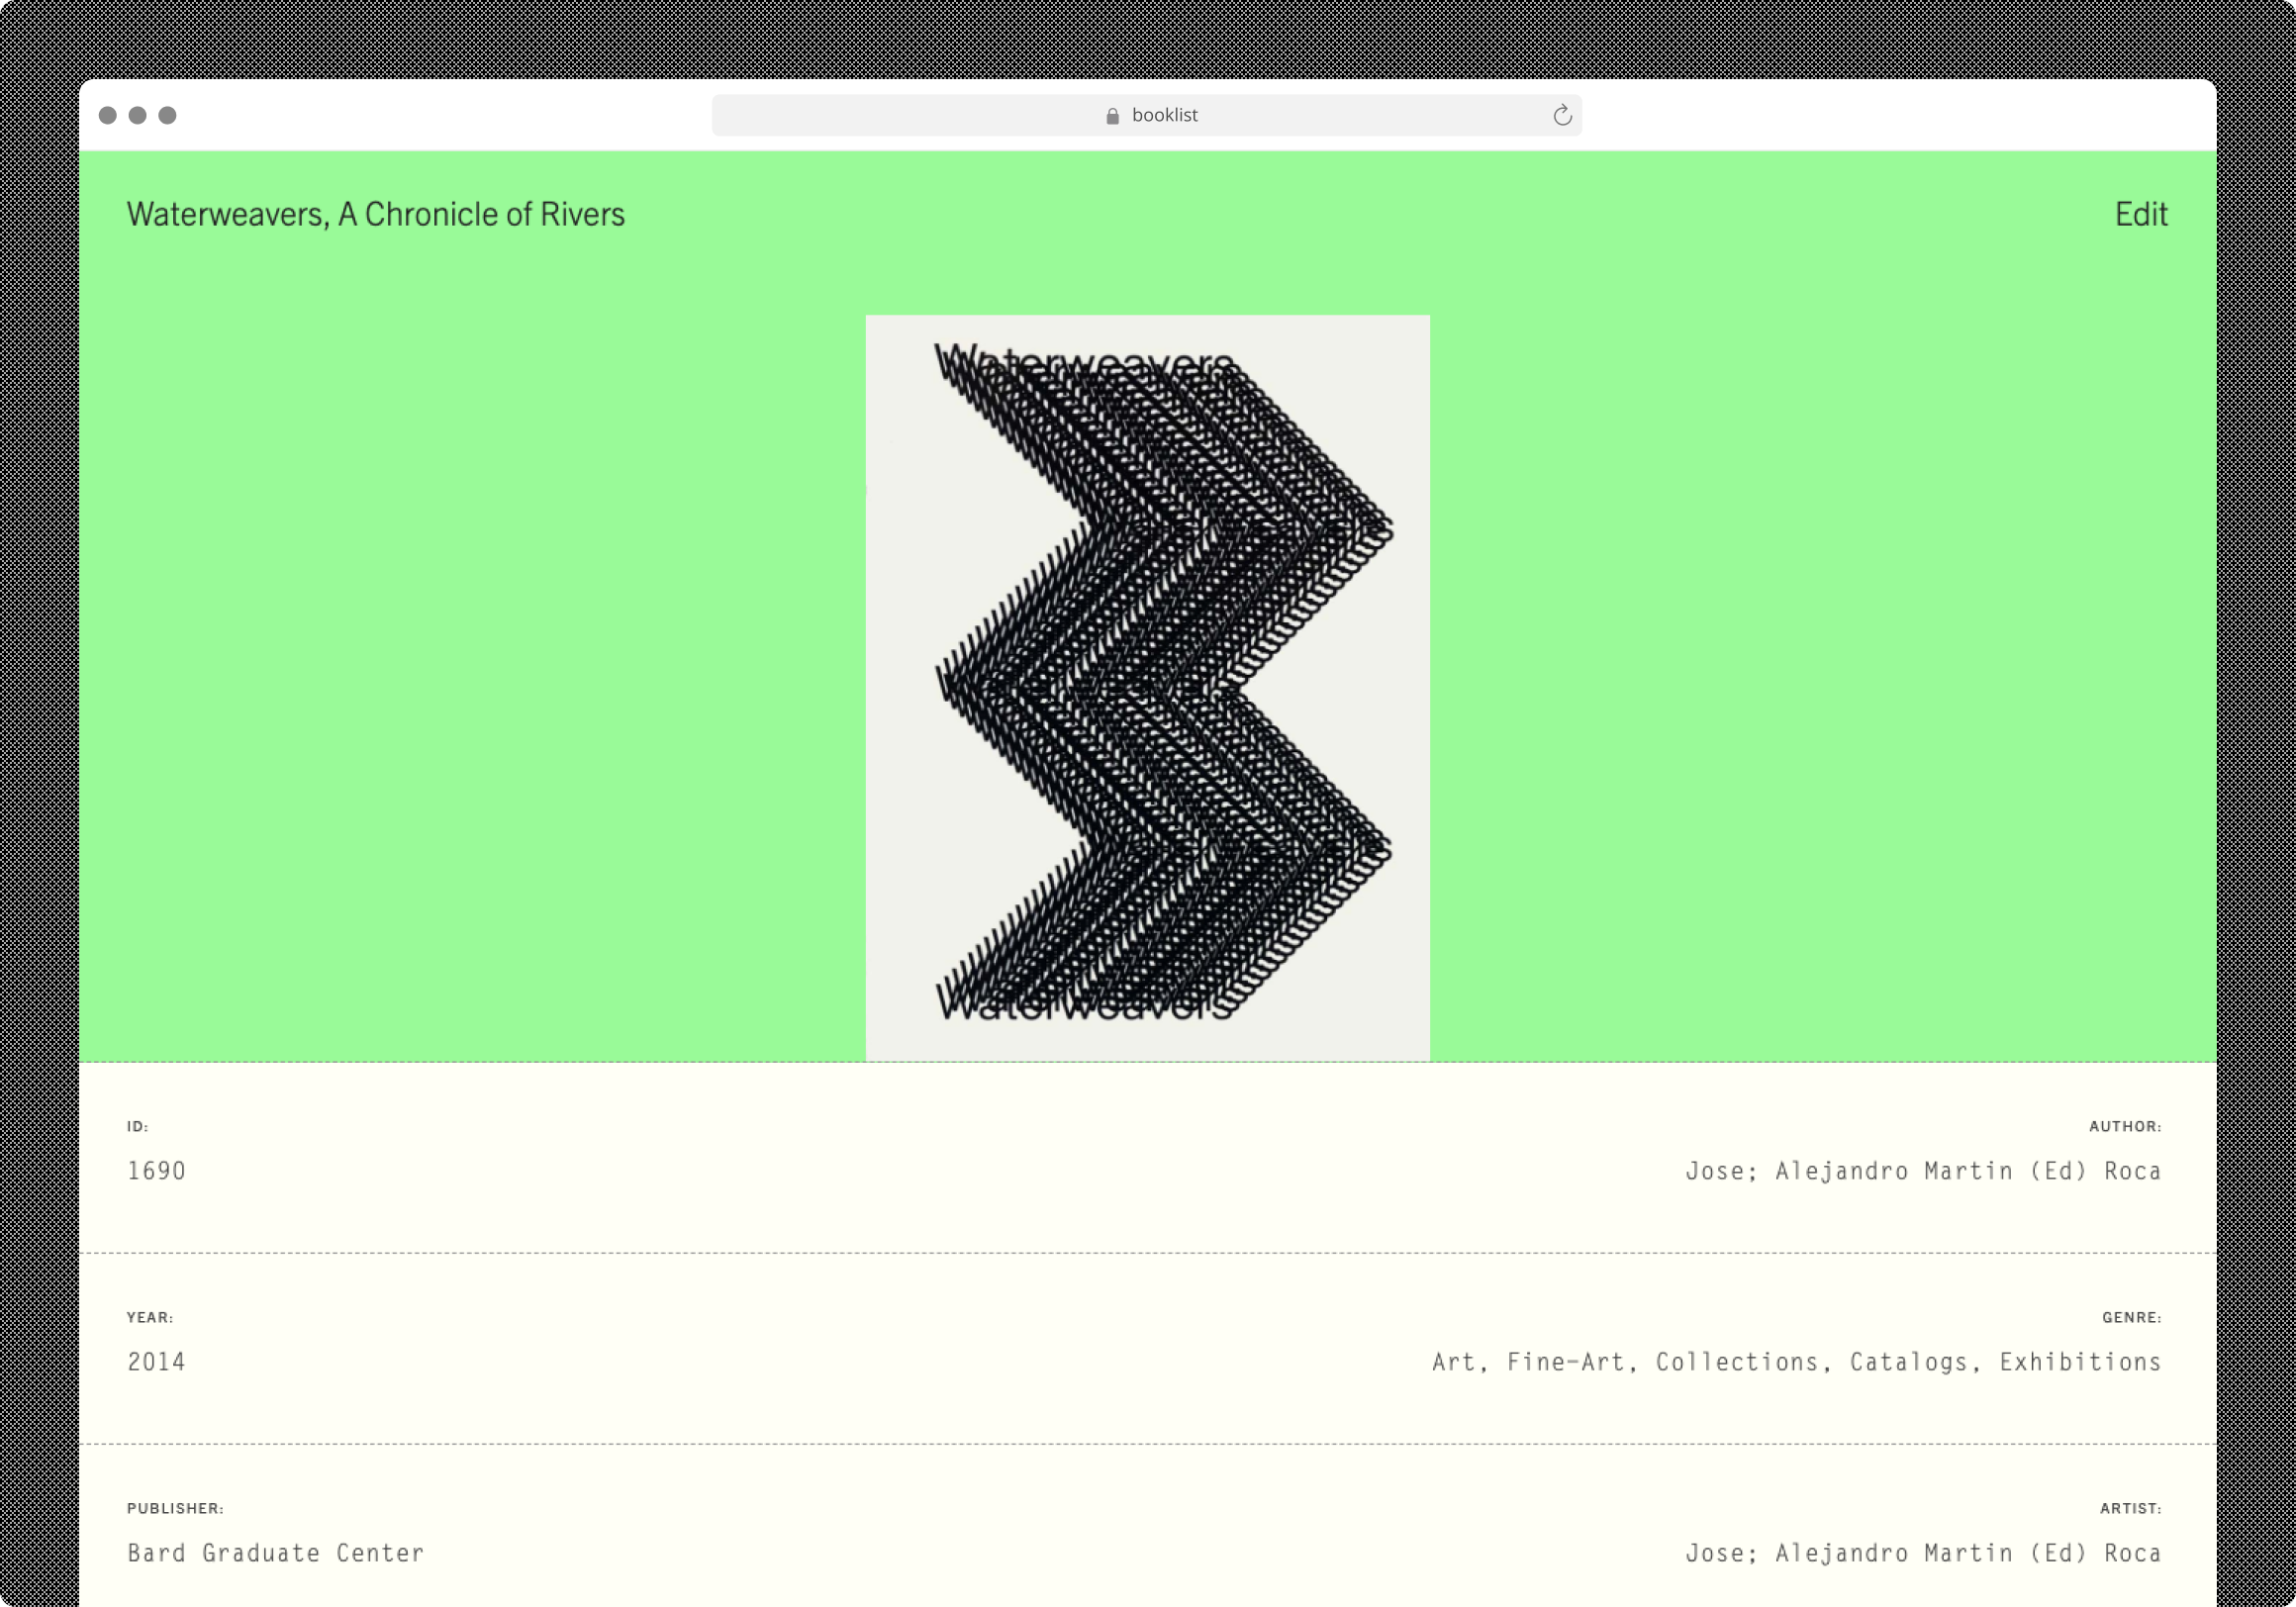 booklist
Waterweavers, A Chronicle of Rivers
Edit
Waterweavers
Waterweavers
ID:
AUTHOR:
1690
Jose; Alejandro Martin (Ed) Roca
YEAR:
GENRE:
2014
Art, Fine-Art, Collections, Catalogs, Exhibitions
PUBLISHER:
ARTIST:
Bard Graduate Center
Jose; Alejandro Martin (Ed) Roca